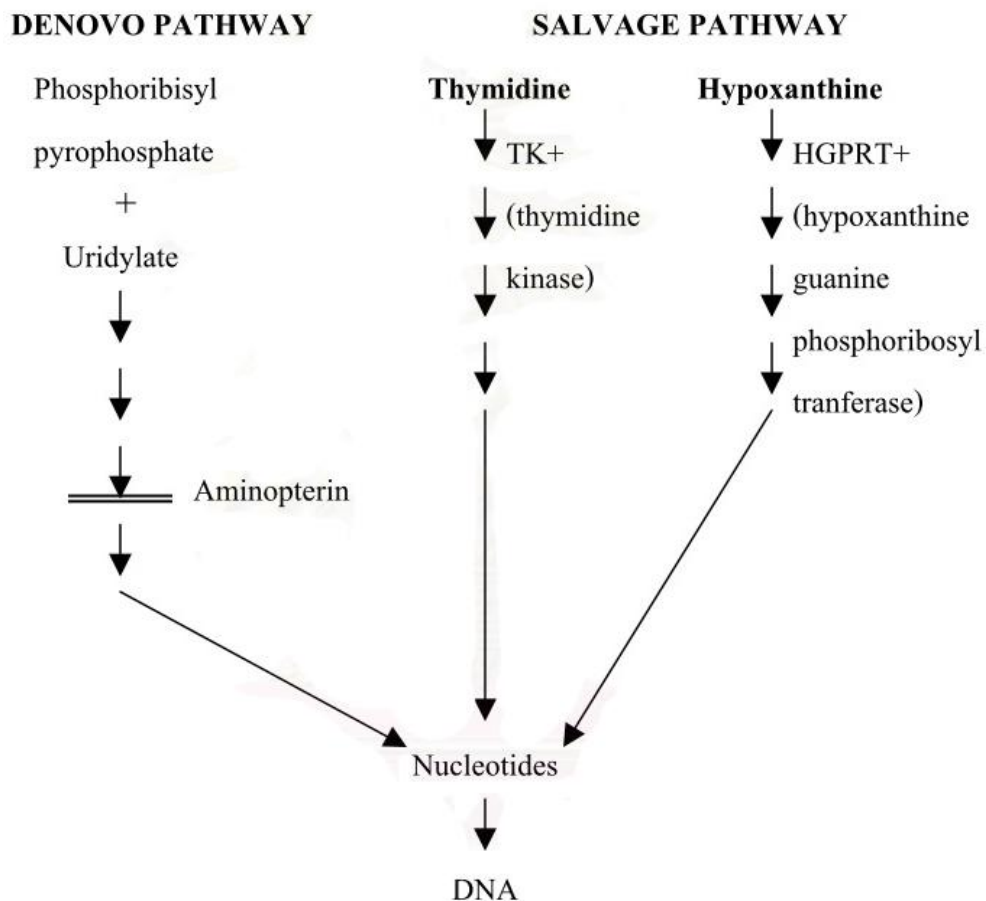 DENOVO PATHWAY
SALVAGE PATHWAY
Phosphoribisyl
pyrophosphate
+
Uridylate
Aminopterin
Thymidine
TK+
(thymidine
kinase)
Hypoxanthine
HGPRT+
(hypoxanthine
guanine
phosphoribosyl
tranferase)
Nucleotides
DNA